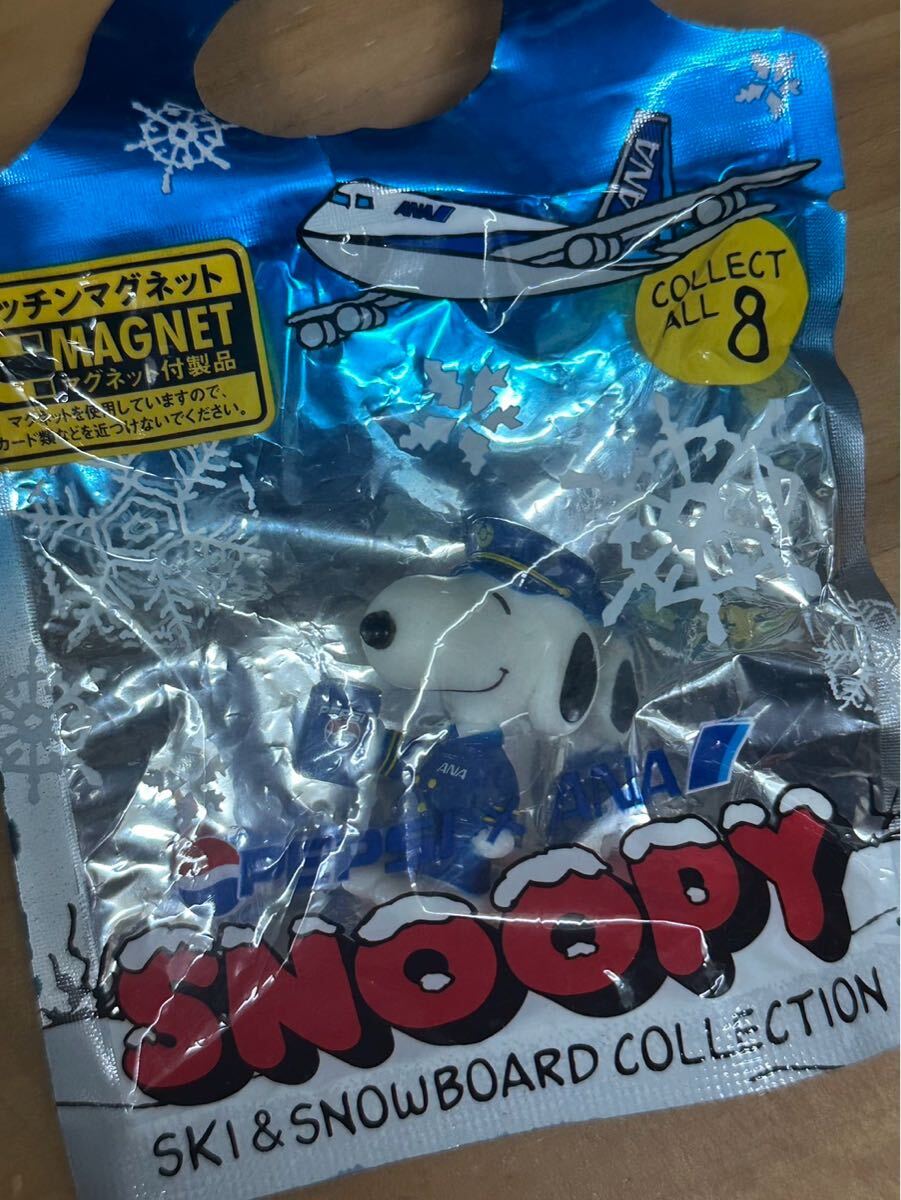 ANA
ANA
COLLECT
ALL 8
ッチンマグネット
MAGNET
マグネット付製品
マグネットを使用していますので、
カード類などを近づけないでください。
PEPSI
ANA
PEPSI × ANA
SNOOPY
SKI & SNOWBOARD COLLECTION